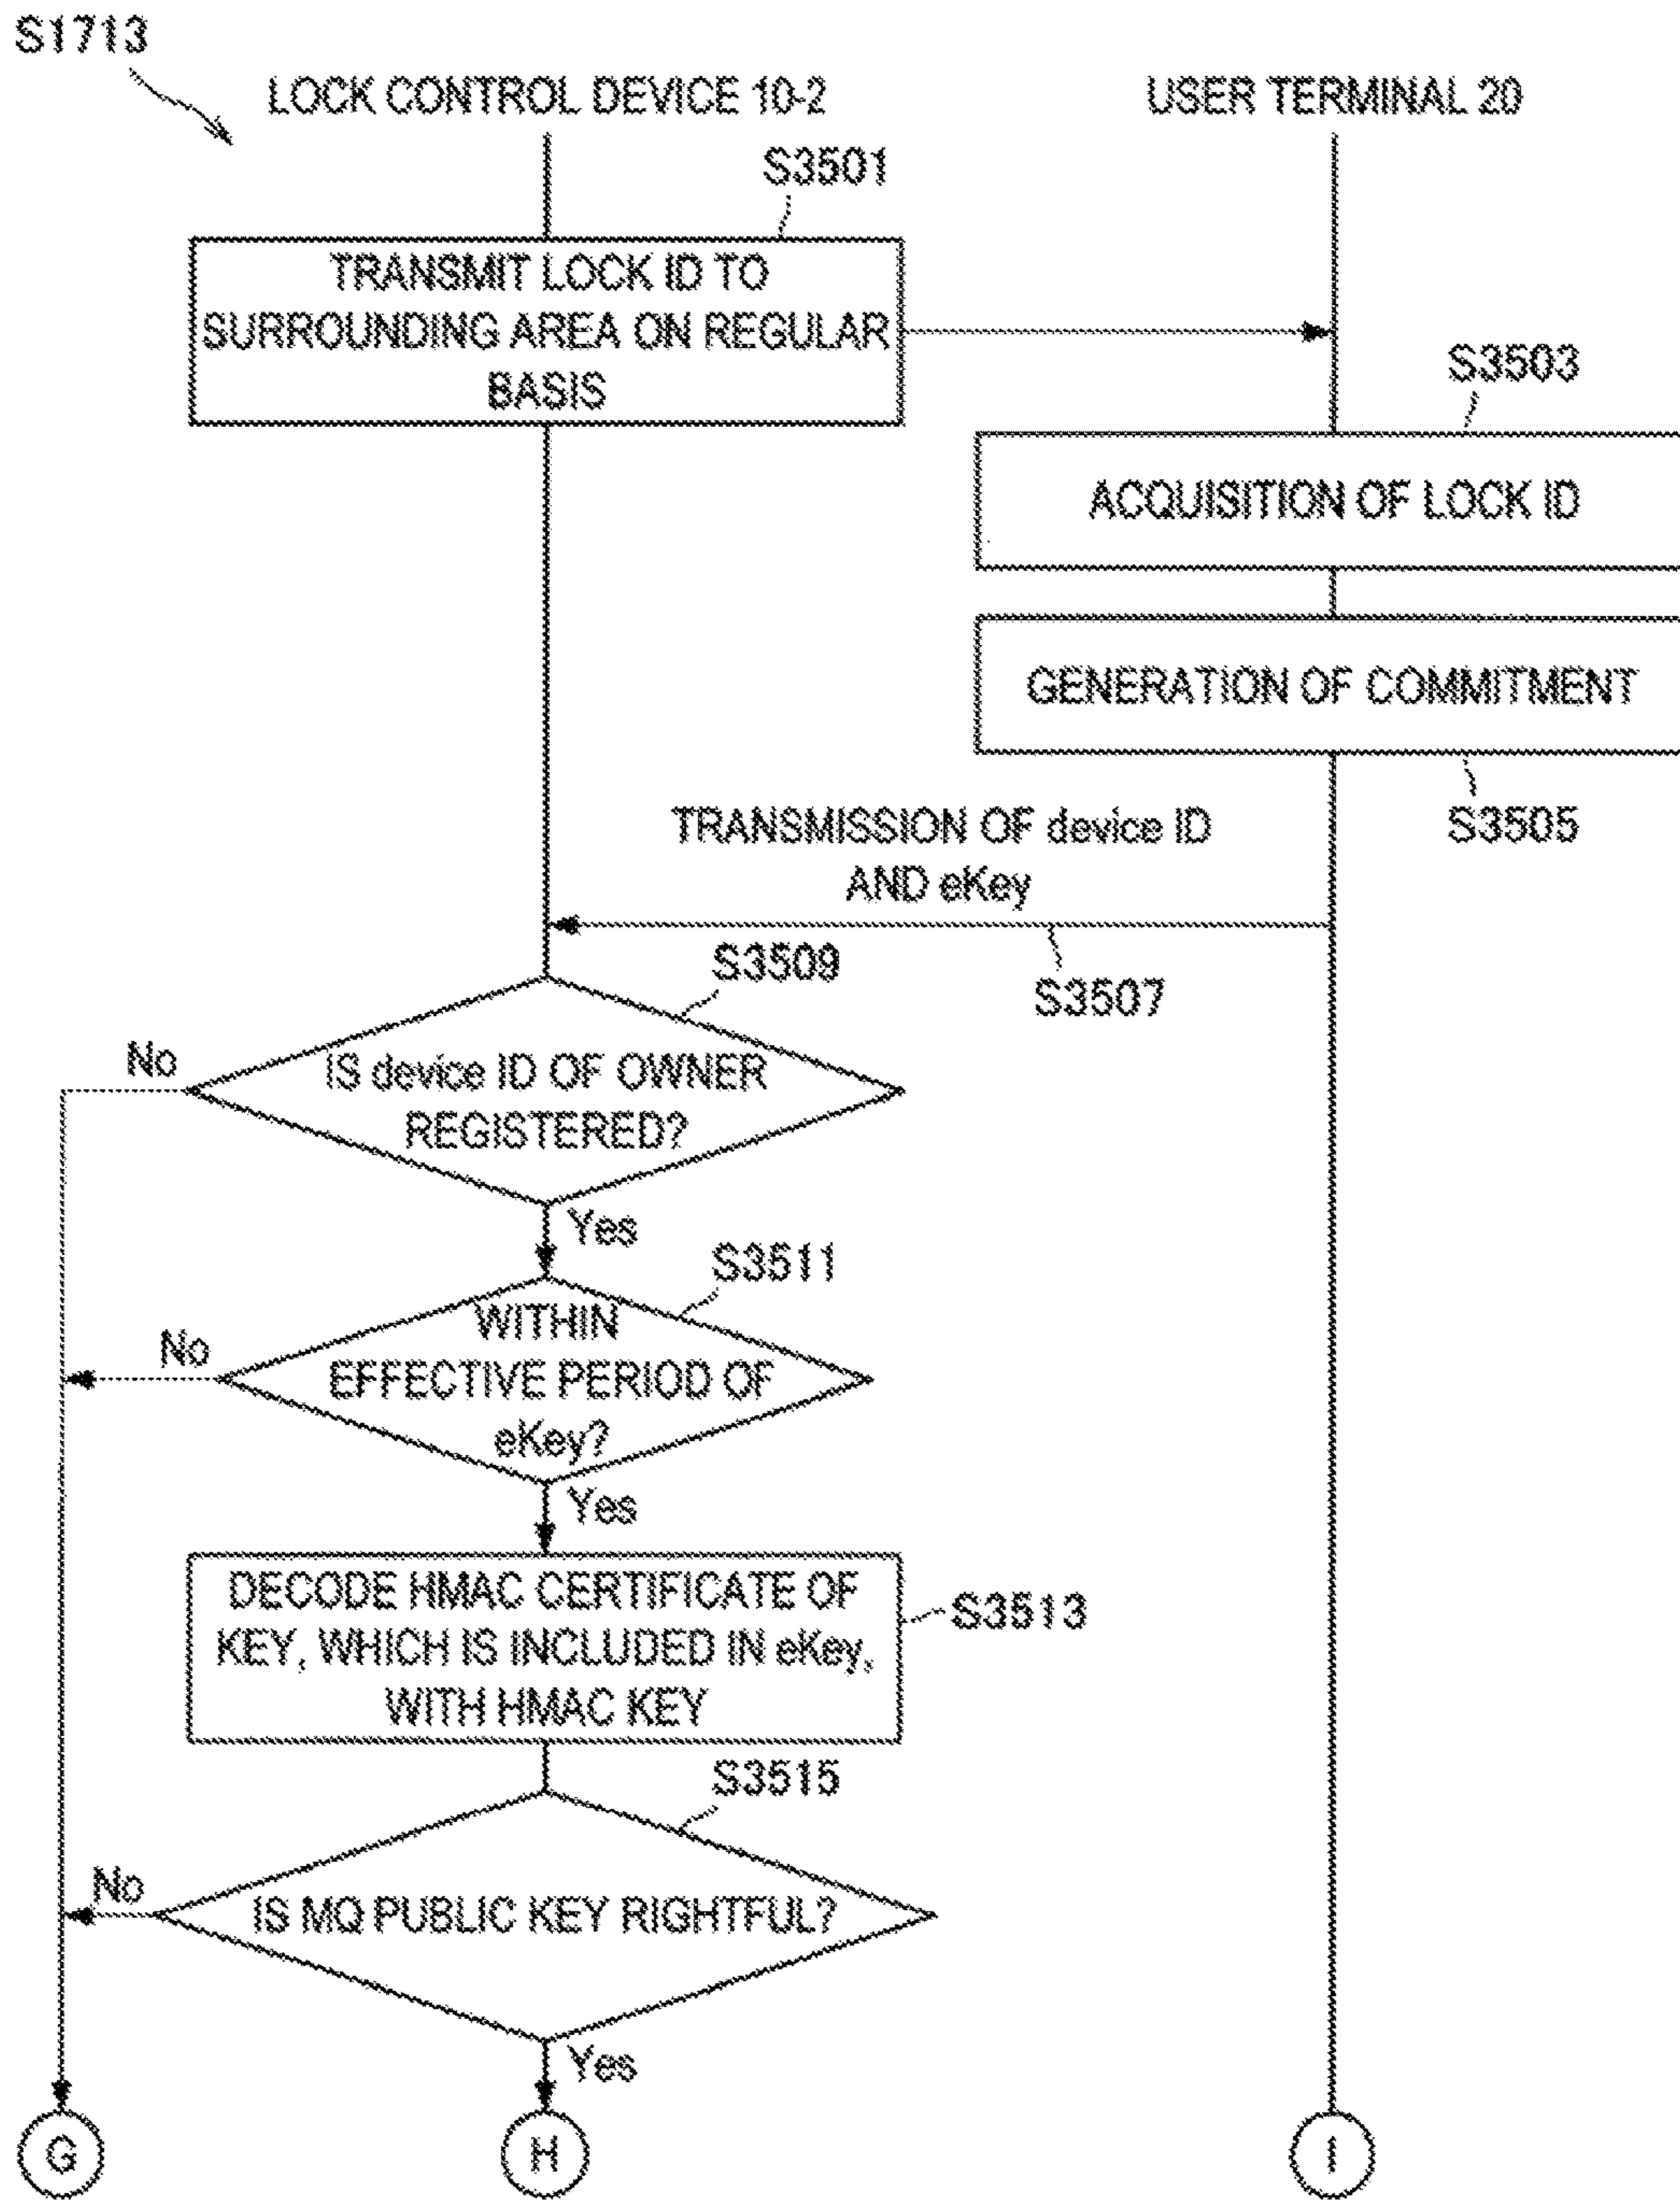 S1713
LOCK CONTROL DEVICE 10-2
USER TERMINAL 20
S3501
TRANSMIT LOCK ID TO
SURROUNDING AREA ON REGULAR
BASIS
S3503
ACQUISITION OF LOCK ID
GENERATION OF COMMITMENT
S3505
TRANSMISSION OF device ID
AND eKey
S3507
S3509
No
IS device ID OF OWNER
REGISTERED?
Yes
S3511
No
WITHIN
EFFECTIVE PERIOD OF
eKey?
Yes
DECODE HMAC CERTIFICATE OF
KEY, WHICH IS INCLUDED IN eKey,
WITH HMAC KEY
S3513
S3515
No
IS MQ PUBLIC KEY RIGHTFUL?
Yes
G
H
I